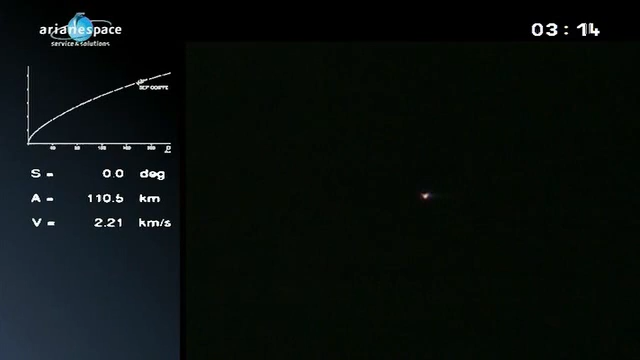 arianespace
service & solutions
03:14
S = 0.0 deg
A = 110.5 km
V = 2.21 km/s